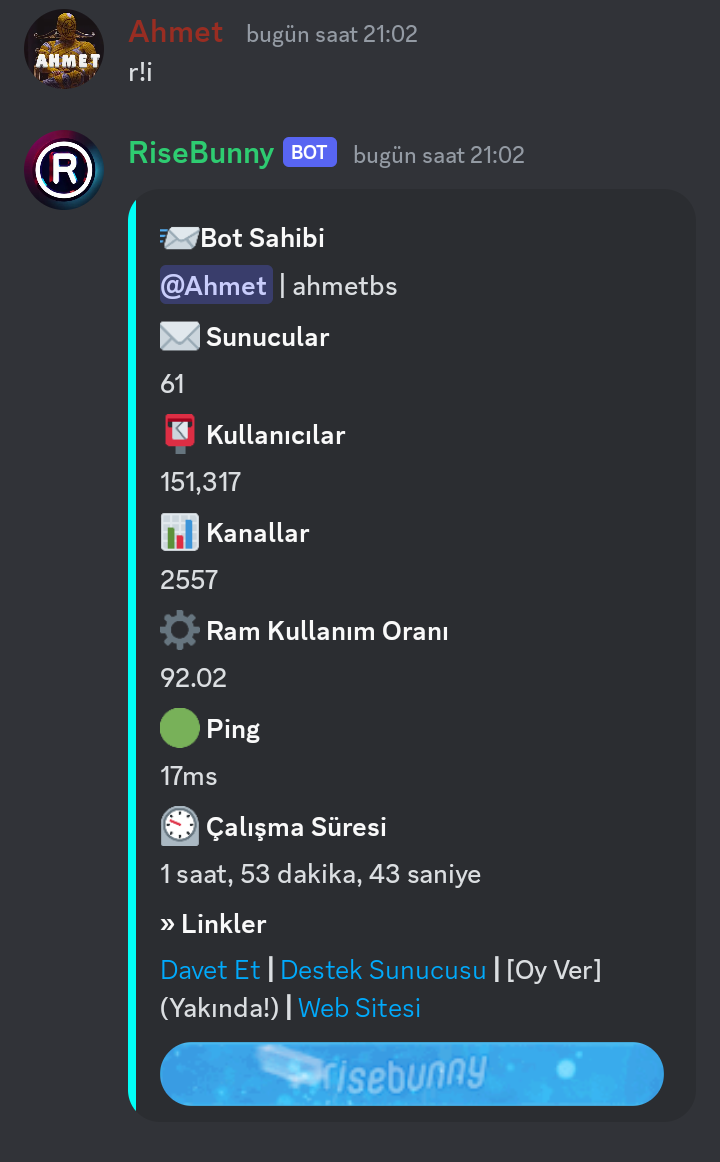 Ahmet bugün saat 21:02
AHMET
r!i
R
RiseBunny BOT bugün saat 21:02
Bot Sahibi
@Ahmet | ahmetbs
Sunucular
61
Kullanıcılar
151,317
Kanallar
2557
Ram Kullanım Oranı
92.02
Ping
17ms
Çalışma Süresi
1 saat, 53 dakika, 43 saniye
» Linkler
Davet Et | Destek Sunucusu | [Oy Ver]
(Yakında!) | Web Sitesi
risebunny